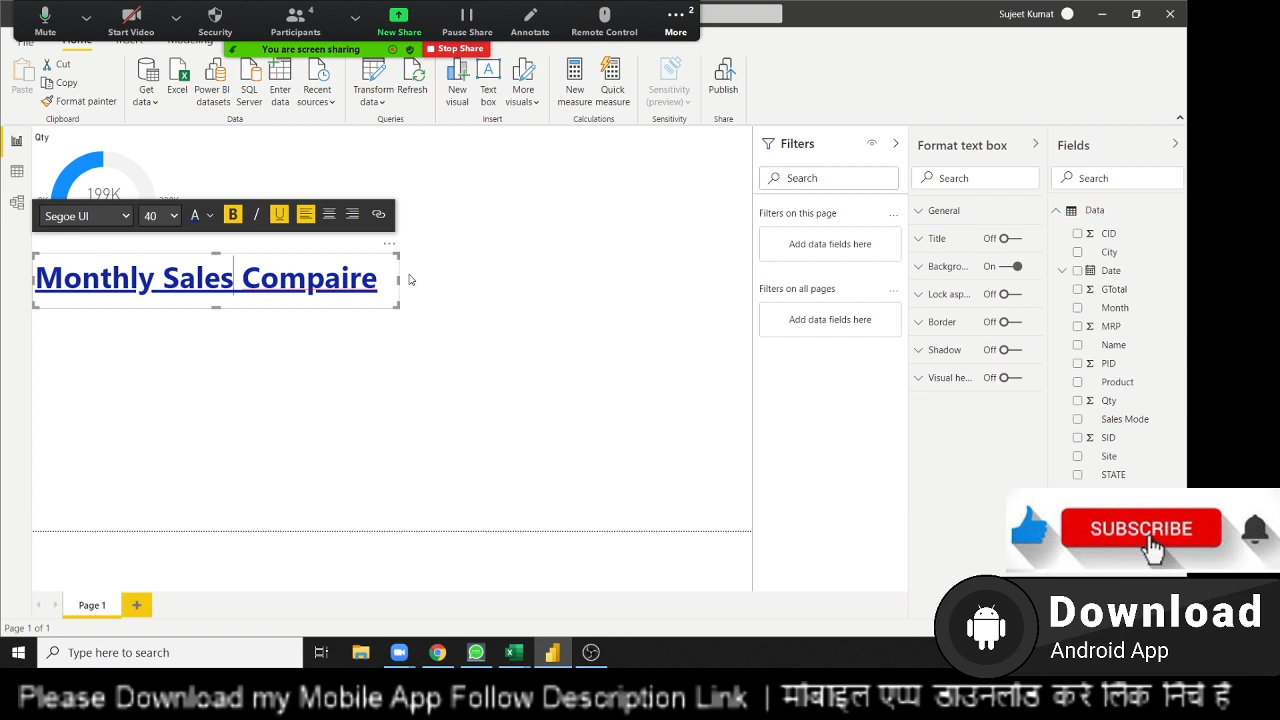 Mute
Start Video
Security
Participants
4
New Share
Pause Share
Annotate
Remote Control
More
2
Sujeet Kumat
You are screen sharing
Stop Share
Paste
Cut
Copy
Format painter
Clipboard
Get data
Excel
Power BI datasets
SQL Server
Enter data
Recent sources
Data
Transform data
Refresh
Queries
New visual
Text box
More visuals
Insert
New measure
Quick measure
Calculations
Sensitivity (preview)
Sensitivity
Publish
Share
Qty
199K
Segoe UI
40
A
B
I
U
Monthly Sales Compaire
Filters
Search
Filters on this page
Add data fields here
Filters on all pages
Add data fields here
Format text box
Search
General
Title Off
Backgro... On
Lock asp... Off
Border Off
Shadow Off
Visual he... Off
Fields
Search
Data
CID
City
Date
GTotal
Month
MRP
Name
PID
Product
Qty
Sales Mode
SID
Site
STATE
SUBSCRIBE
Download
Android App
Page 1
Page 1 of 1
Type here to search
Please Download my Mobile App Follow Description Link | मोबाइल एप्प डाउनलोड करे लिंक निचे है